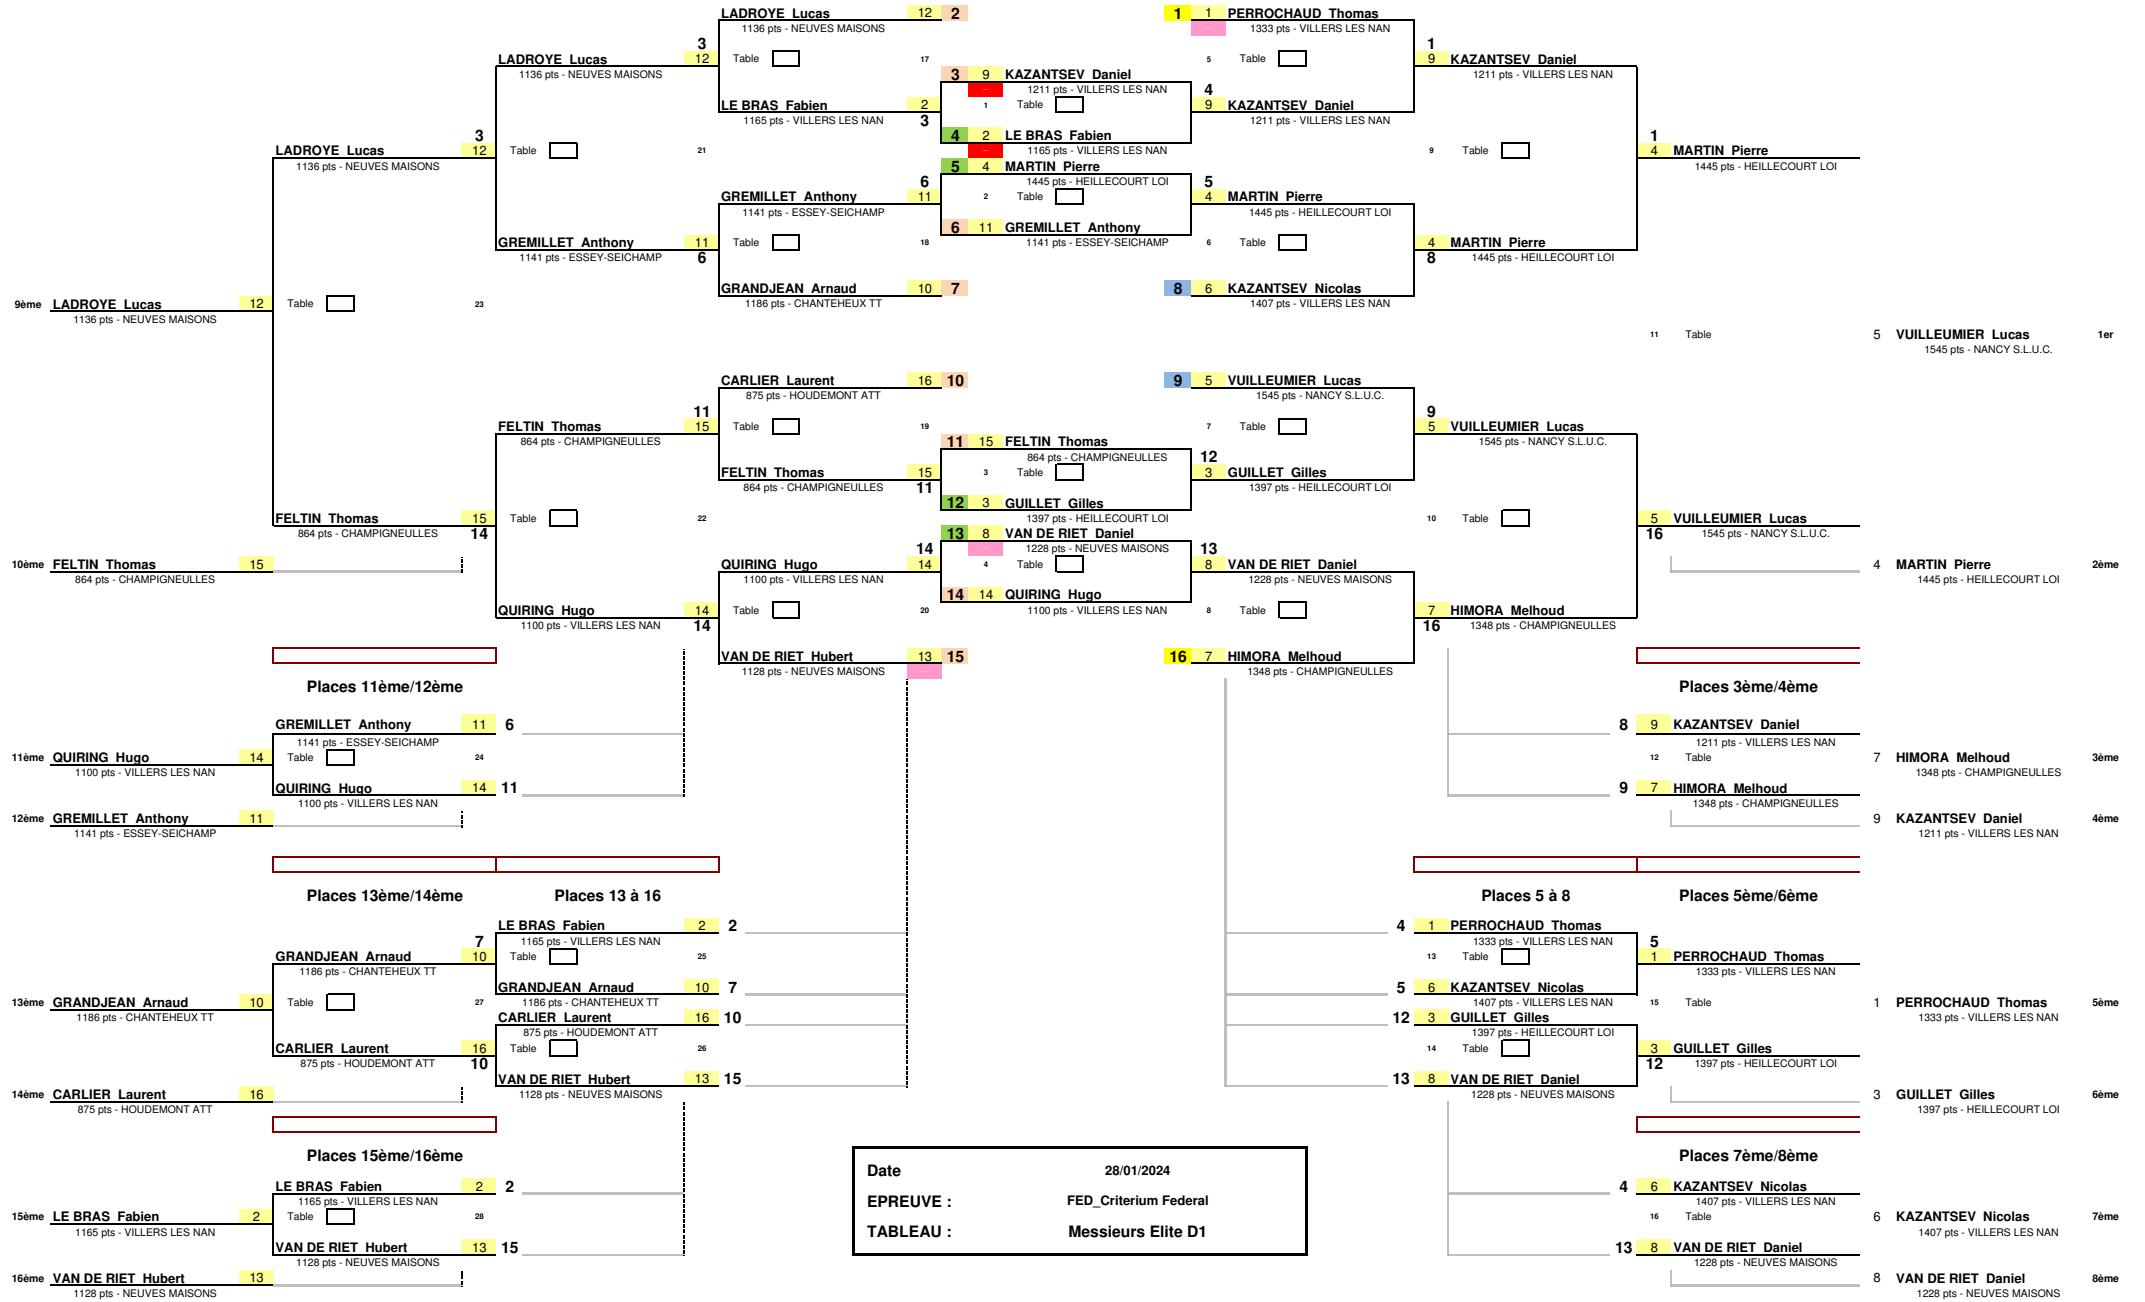 LADROYE Lucas 12 2 1 1 PERROCHAUD Thomas
1136 pts - NEUVES MAISONS 1333 pts - VILLERS LES NAN
3 1
LADROYE Lucas 12 Table 17 5 Table 9 KAZANTSEV Daniel
1136 pts - NEUVES MAISONS 3 9 KAZANTSEV Daniel 1211 pts - VILLERS LES NAN
1211 pts - VILLERS LES NAN 4
LE BRAS Fabien 2 1 Table 9 KAZANTSEV Daniel
1165 pts - VILLERS LES NAN 3 1211 pts - VILLERS LES NAN
3 4 2 LE BRAS Fabien 1
LADROYE Lucas 12 Table 21 1165 pts - VILLERS LES NAN 9 Table 4 MARTIN Pierre
1136 pts - NEUVES MAISONS 5 4 MARTIN Pierre 1445 pts - HEILLECOURT LOI
6 1445 pts - HEILLECOURT LOI 5
GREMILLET Anthony 11 2 Table 4 MARTIN Pierre
1141 pts - ESSEY-SEICHAMP 1445 pts - HEILLECOURT LOI
6 11 GREMILLET Anthony
GREMILLET Anthony 11 Table 18 1141 pts - ESSEY-SEICHAMP 6 Table 4 MARTIN Pierre
1141 pts - ESSEY-SEICHAMP 6 8 1445 pts - HEILLECOURT LOI
GRANDJEAN Arnaud 10 7 8 6 KAZANTSEV Nicolas
9ème LADROYE Lucas 12 Table 23 1186 pts - CHANTEHEUX TT 1407 pts - VILLERS LES NAN
1136 pts - NEUVES MAISONS
11 Table 5 VUILLEUMIER Lucas 1er
1545 pts - NANCY S.L.U.C.
CARLIER Laurent 16 10 9 5 VUILLEUMIER Lucas
875 pts - HOUDEMONT ATT 1545 pts - NANCY S.L.U.C.
11 9
FELTIN Thomas 15 Table 19 7 Table 5 VUILLEUMIER Lucas
864 pts - CHAMPIGNEULLES 11 15 FELTIN Thomas 1545 pts - NANCY S.L.U.C.
864 pts - CHAMPIGNEULLES 12
FELTIN Thomas 15 3 Table 3 GUILLET Gilles
864 pts - CHAMPIGNEULLES 11 1397 pts - HEILLECOURT LOI
12 3 GUILLET Gilles
FELTIN Thomas 15 Table 22 1397 pts - HEILLECOURT LOI 10 Table 5 VUILLEUMIER Lucas
864 pts - CHAMPIGNEULLES 14 13 8 VAN DE RIET Daniel 16 1545 pts - NANCY S.L.U.C.
14 1228 pts - NEUVES MAISONS 13
10ème FELTIN Thomas 15 QUIRING Hugo 14 4 Table 8 VAN DE RIET Daniel 4 MARTIN Pierre 2ème
864 pts - CHAMPIGNEULLES 1100 pts - VILLERS LES NAN 1228 pts - NEUVES MAISONS 1445 pts - HEILLECOURT LOI
14 14 QUIRING Hugo
QUIRING Hugo 14 Table 20 1100 pts - VILLERS LES NAN 8 Table 7 HIMORA Melhoud
1100 pts - VILLERS LES NAN 14 16 1348 pts - CHAMPIGNEULLES
VAN DE RIET Hubert 13 15 16 7 HIMORA Melhoud
1128 pts - NEUVES MAISONS 1348 pts - CHAMPIGNEULLES
Places 11ème/12ème Places 3ème/4ème
GREMILLET Anthony 11 6 8 9 KAZANTSEV Daniel
1141 pts - ESSEY-SEICHAMP 1211 pts - VILLERS LES NAN
11ème QUIRING Hugo 14 Table 24 12 Table 7 HIMORA Melhoud 3ème
1100 pts - VILLERS LES NAN 1348 pts - CHAMPIGNEULLES
QUIRING Hugo 14 11 9 7 HIMORA Melhoud
1100 pts - VILLERS LES NAN 1348 pts - CHAMPIGNEULLES
12ème GREMILLET Anthony 11 9 KAZANTSEV Daniel 4ème
1141 pts - ESSEY-SEICHAMP 1211 pts - VILLERS LES NAN
Places 13ème/14ème Places 13 à 16 Places 5 à 8 Places 5ème/6ème
LE BRAS Fabien 2 2 4 1 PERROCHAUD Thomas
7 1165 pts - VILLERS LES NAN 1333 pts - VILLERS LES NAN 5
GRANDJEAN Arnaud 10 Table 25 13 Table 1 PERROCHAUD Thomas
1186 pts - CHANTEHEUX TT 1333 pts - VILLERS LES NAN
GRANDJEAN Arnaud 10 7 5 6 KAZANTSEV Nicolas
13ème GRANDJEAN Arnaud 10 Table 27 1186 pts - CHANTEHEUX TT 1407 pts - VILLERS LES NAN 15 Table 1 PERROCHAUD Thomas 5ème
1186 pts - CHANTEHEUX TT CARLIER Laurent 16 10 12 3 GUILLET Gilles 1333 pts - VILLERS LES NAN
875 pts - HOUDEMONT ATT 1397 pts - HEILLECOURT LOI
CARLIER Laurent 16 Table 26 14 Table 3 GUILLET Gilles
875 pts - HOUDEMONT ATT 10 12 1397 pts - HEILLECOURT LOI
VAN DE RIET Hubert 13 15 13 8 VAN DE RIET Daniel
14ème CARLIER Laurent 16 1128 pts - NEUVES MAISONS 1228 pts - NEUVES MAISONS 3 GUILLET Gilles 6ème
875 pts - HOUDEMONT ATT 1397 pts - HEILLECOURT LOI
Places 15ème/16ème Places 7ème/8ème
Date 28/01/2024
LE BRAS Fabien 2 2 4 6 KAZANTSEV Nicolas
1165 pts - VILLERS LES NAN EPREUVE : FED_Criterium Federal 1407 pts - VILLERS LES NAN
15ème LE BRAS Fabien 2 Table 28 16 Table 6 KAZANTSEV Nicolas 7ème
1165 pts - VILLERS LES NAN TABLEAU : Messieurs Elite D1 1407 pts - VILLERS LES NAN
VAN DE RIET Hubert 13 15 13 8 VAN DE RIET Daniel
1128 pts - NEUVES MAISONS 1228 pts - NEUVES MAISONS
16ème VAN DE RIET Hubert 13 8 VAN DE RIET Daniel 8ème
1128 pts - NEUVES MAISONS 1228 pts - NEUVES MAISONS